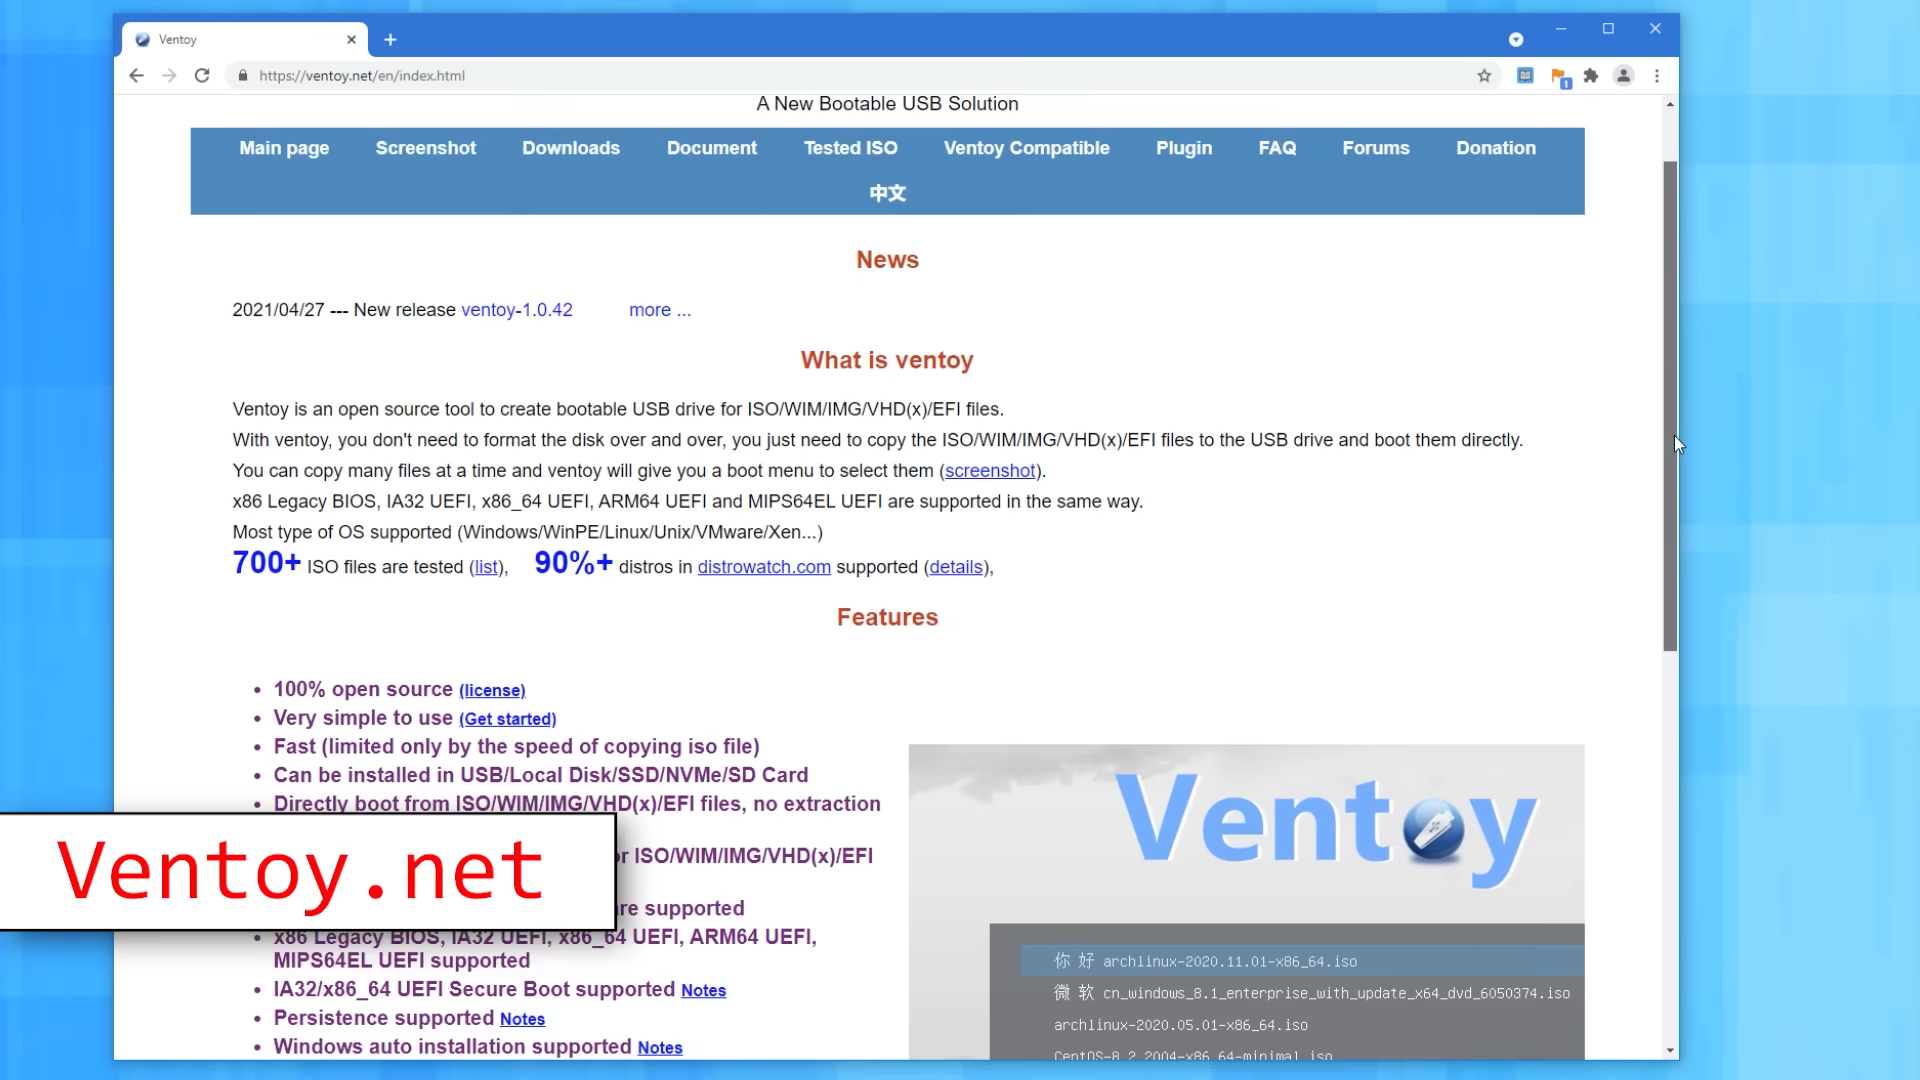 Ventoy
https://ventoy.net/en/index.html
A New Bootable USB Solution
Main page Screenshot Downloads Document Tested ISO Ventoy Compatible Plugin FAQ Forums Donation
中文
News
2021/04/27 --- New release ventoy-1.0.42 more ...
What is ventoy
Ventoy is an open source tool to create bootable USB drive for ISO/WIM/IMG/VHD(x)/EFI files.
With ventoy, you don't need to format the disk over and over, you just need to copy the ISO/WIM/IMG/VHD(x)/EFI files to the USB drive and boot them directly.
You can copy many files at a time and ventoy will give you a boot menu to select them (screenshot).
x86 Legacy BIOS, IA32 UEFI, x86_64 UEFI, ARM64 UEFI and MIPS64EL UEFI are supported in the same way.
Most type of OS supported (Windows/WinPE/Linux/Unix/VMware/Xen...)
700+ ISO files are tested (list), 90%+ distros in distrowatch.com supported (details),
Features
• 100% open source (license)
• Very simple to use (Get started)
• Fast (limited only by the speed of copying iso file)
• Can be installed in USB/Local Disk/SSD/NVMe/SD Card
• Directly boot from ISO/WIM/IMG/VHD(x)/EFI files, no extraction
ISO/WIM/IMG/VHD(x)/EFI
supported
• x86 Legacy BIOS, IA32 UEFI, x86_64 UEFI, ARM64 UEFI,
MIPS64EL UEFI supported
• IA32/x86_64 UEFI Secure Boot supported Notes
• Persistence supported Notes
• Windows auto installation supported Notes
Ventoy.net
Ventoy
你 好 archlinux-2020.11.01-x86_64.iso
微 软 cn_windows_8.1_enterprise_with_update_x64_dvd_6050374.iso
archlinux-2020.05.01-x86_64.iso
CentOS-8.2.2004-x86_64-minimal.iso